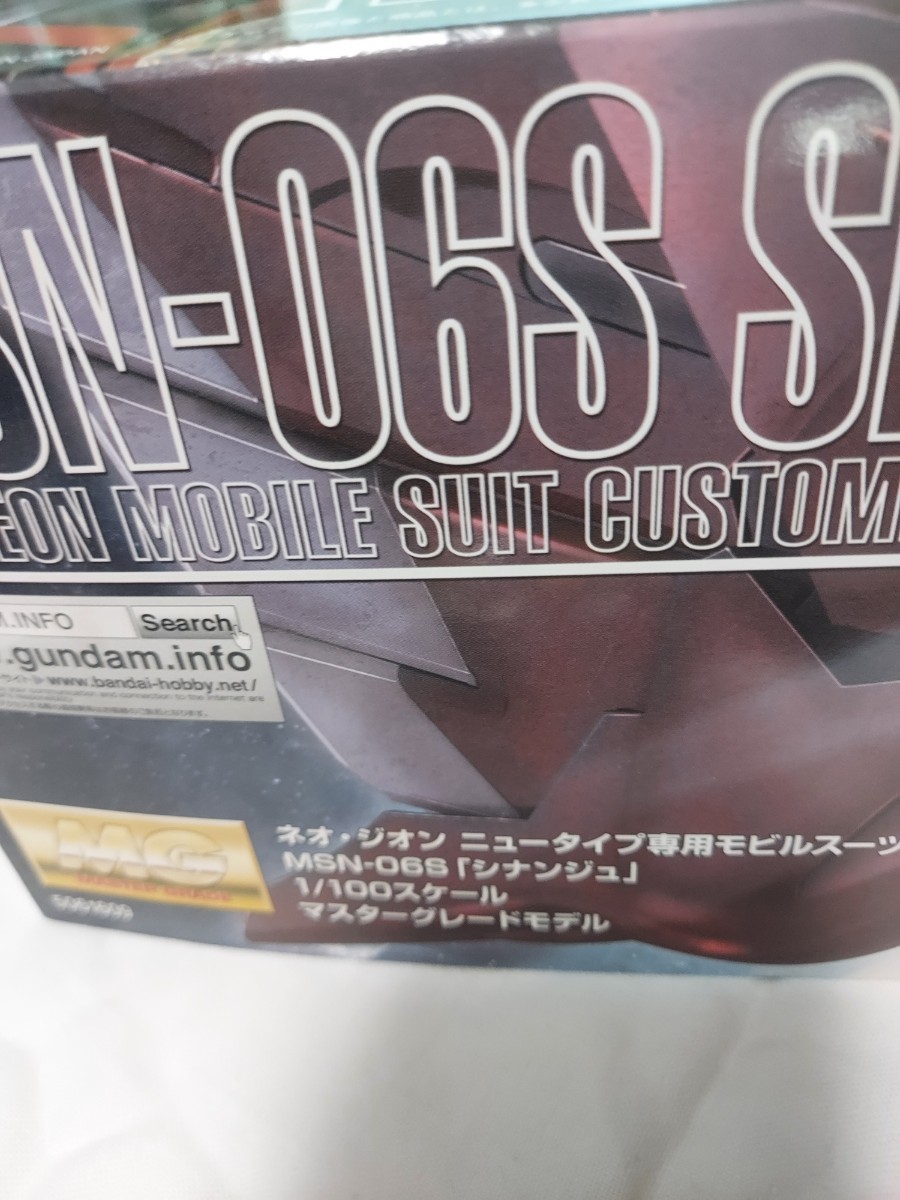 SN-06S S
EON MOBILE SUIT CUSTOM
.INFO Search
.gundam.info
www.bandai-hobby.net/
MG
MASTER GRADE
5061609
ネオ・ジオン ニュータイプ専用モビルスーツ
MSN-06S「シナンジュ」
1/100スケール
マスターグレードモデル